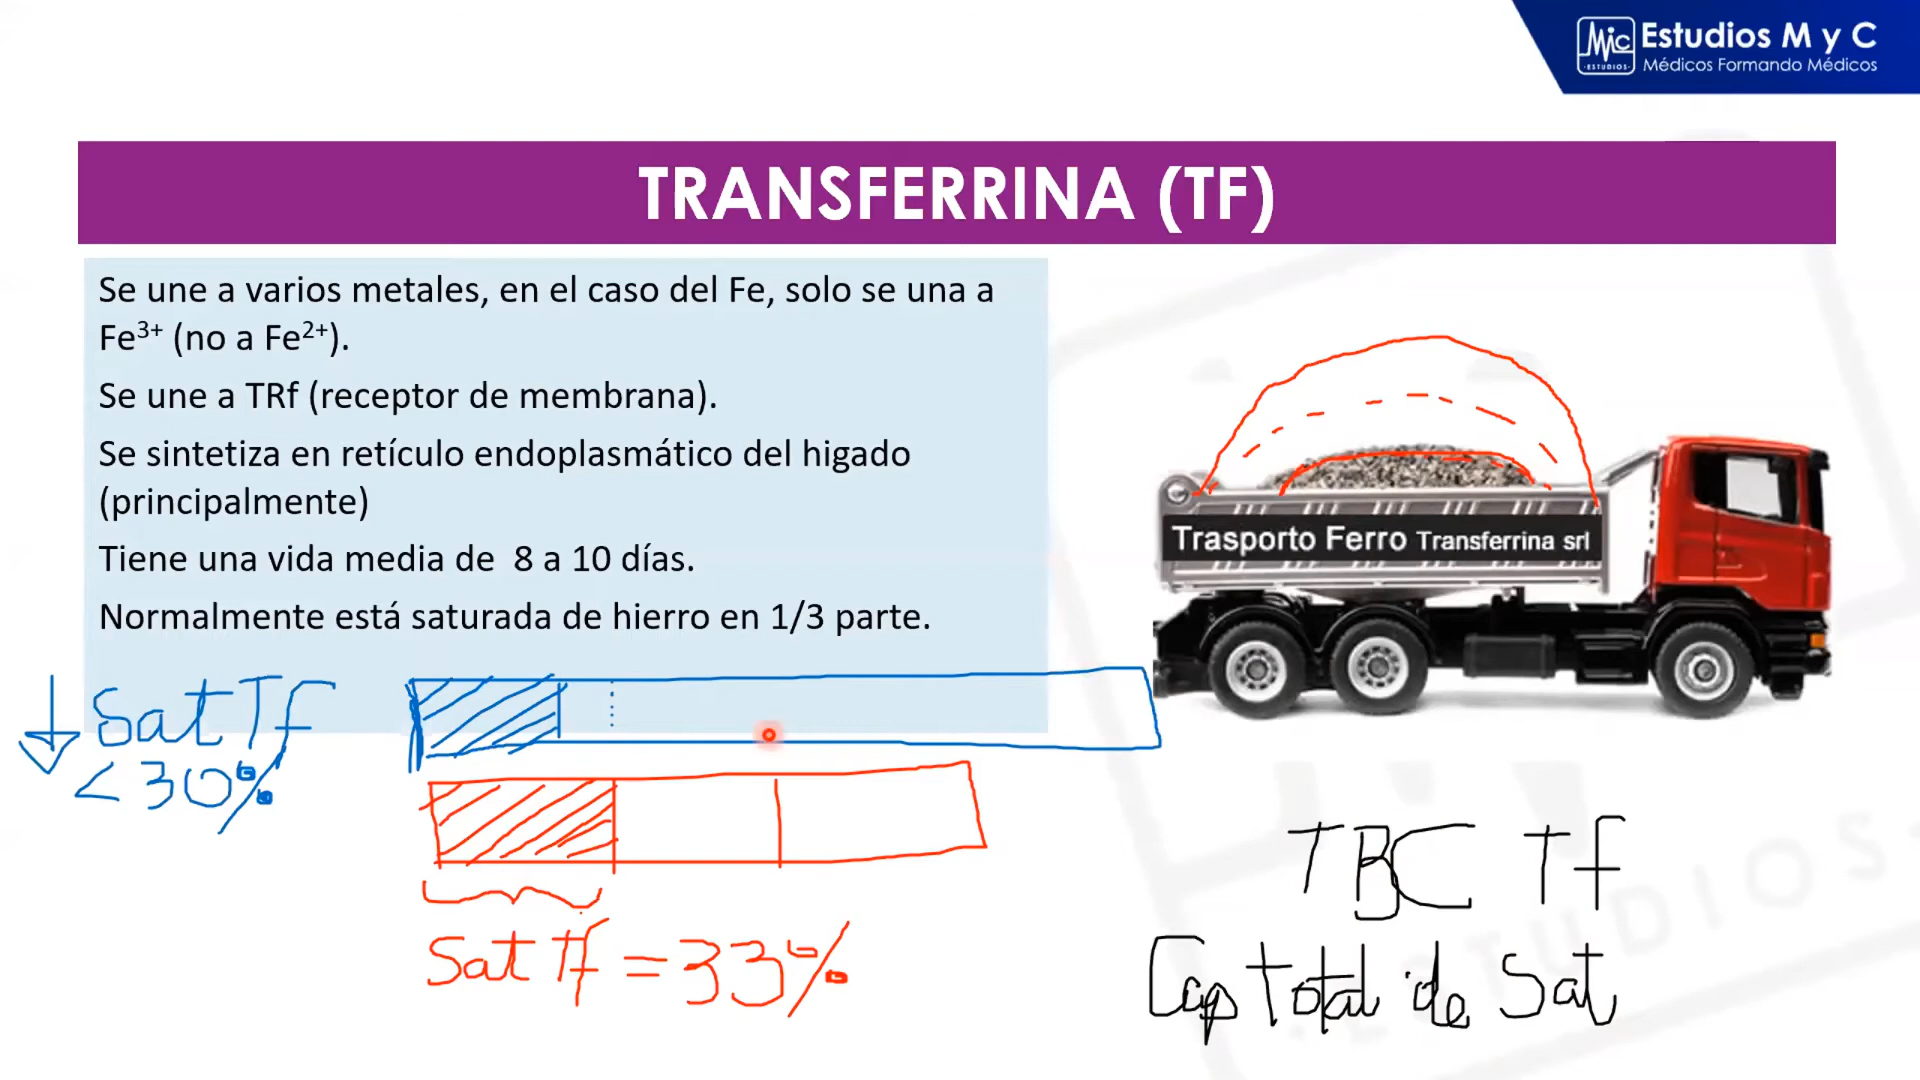 MiC
ESTUDIOS
Estudios M y C
Médicos Formando Médicos
TRANSFERRINA (TF)
Se une a varios metales, en el caso del Fe, solo se una a
Fe³⁺ (no a Fe²⁺).
Se une a TRf (receptor de membrana).
Se sintetiza en retículo endoplasmático del higado
(principalmente)
Tiene una vida media de 8 a 10 días.
Normalmente está saturada de hierro en 1/3 parte.
Trasporto Ferro Transferrina srl
↓ Sat Tf
<30%
Sat Tf = 33%
TBC Tf
Cap Total de Sat
ESTUDIOS